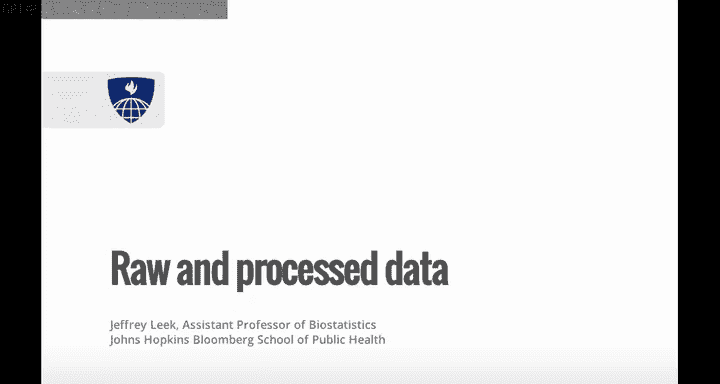 Raw and processed data
Jeffrey Leek, Assistant Professor of Biostatistics
Johns Hopkins Bloomberg School of Public Health